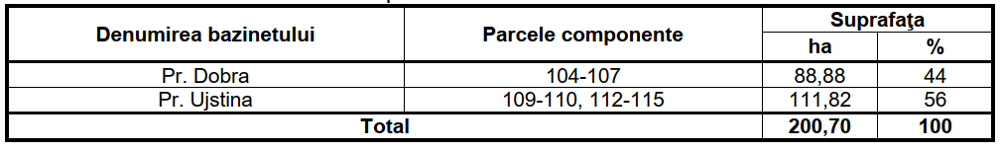 Denumirea bazinetului Parcele componente Suprafaţa
ha %
Pr. Dobra 104-107 88,88 44
Pr. Ujstina 109-110, 112-115 111,82 56
Total 200,70 100